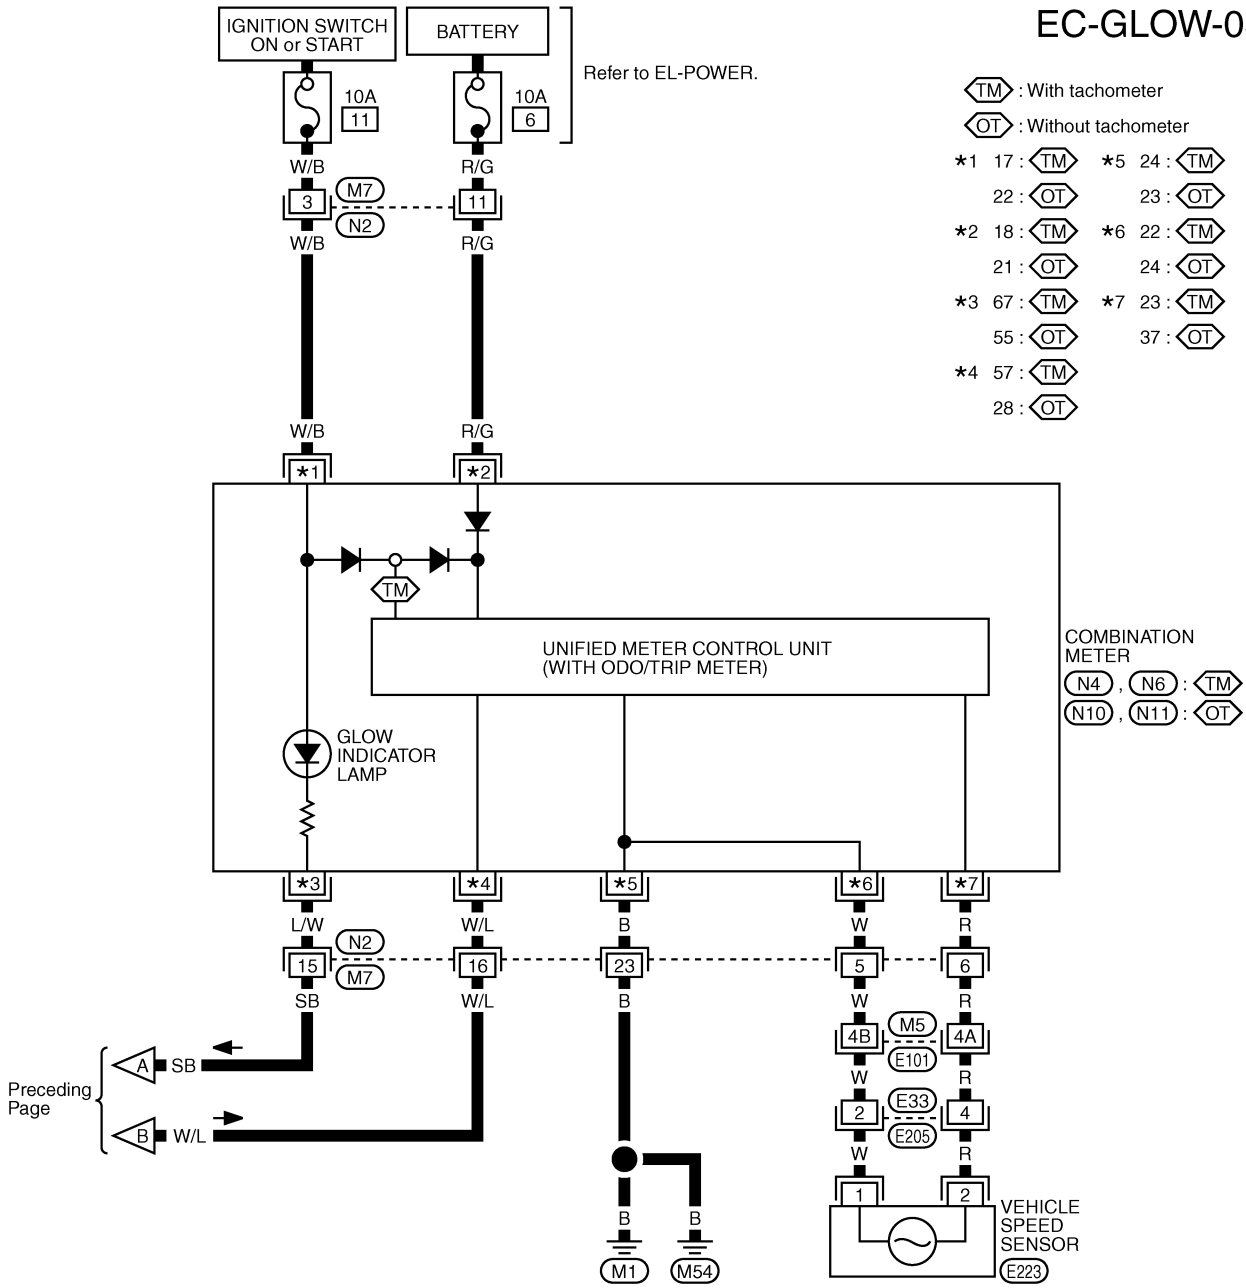 EC-GLOW-0
IGNITION SWITCH
ON or START
BATTERY
Refer to EL-POWER.
10A
11
10A
6
TM : With tachometer
OT : Without tachometer
*1 17 : TM
22 : OT
*2 18 : TM
21 : OT
*3 67 : TM
55 : OT
*4 57 : TM
28 : OT
*5 24 : TM
23 : OT
*6 22 : TM
24 : OT
*7 23 : TM
37 : OT
W/B
R/G
3
M7
N2
11
W/B
R/G
W/B
R/G
*1
*2
TM
UNIFIED METER CONTROL UNIT
(WITH ODO/TRIP METER)
COMBINATION
METER
N4 , N6 : TM
N10 , N11 : OT
GLOW
INDICATOR
LAMP
*3
*4
*5
*6
*7
L/W
W/L
B
W
R
15
N2
M7
16
23
5
6
SB
W/L
B
W
R
4B
M5
E101
4A
W
R
2
E33
E205
4
W
R
Preceding
Page
A
SB
B
W/L
B
B
M1
M54
1
2
VEHICLE
SPEED
SENSOR
E223